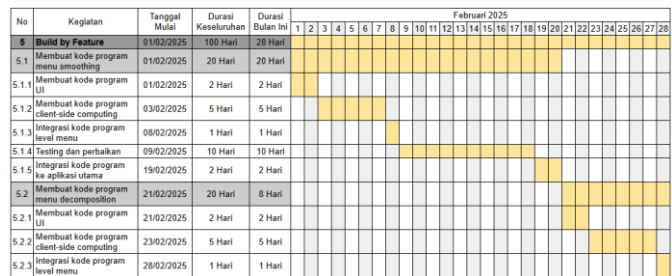 No Kegiatan Tanggal Mulai Durasi Keseluruhan Durasi Bulan Ini Februari 2025
1 2 3 4 5 6 7 8 9 10 11 12 13 14 15 16 17 18 19 20 21 22 23 24 25 26 27 28
5 Build by Feature 01/02/2025 100 Hari 28 Hari
5.1 Membuat kode program menu smoothing 01/02/2025 20 Hari 20 Hari
5.1.1 Membuat kode program UI 01/02/2025 2 Hari 2 Hari
5.1.2 Membuat kode program client-side computing 03/02/2025 5 Hari 5 Hari
5.1.3 Integrasi kode program level menu 08/02/2025 1 Hari 1 Hari
5.1.4 Testing dan perbaikan 09/02/2025 10 Hari 10 Hari
5.1.5 Integrasi kode program ke aplikasi utama 19/02/2025 2 Hari 2 Hari
5.2 Membuat kode program menu decomposition 21/02/2025 20 Hari 8 Hari
5.2.1 Membuat kode program UI 21/02/2025 2 Hari 2 Hari
5.2.2 Membuat kode program client-side computing 23/02/2025 5 Hari 5 Hari
5.2.3 Integrasi kode program level menu 28/02/2025 1 Hari 1 Hari